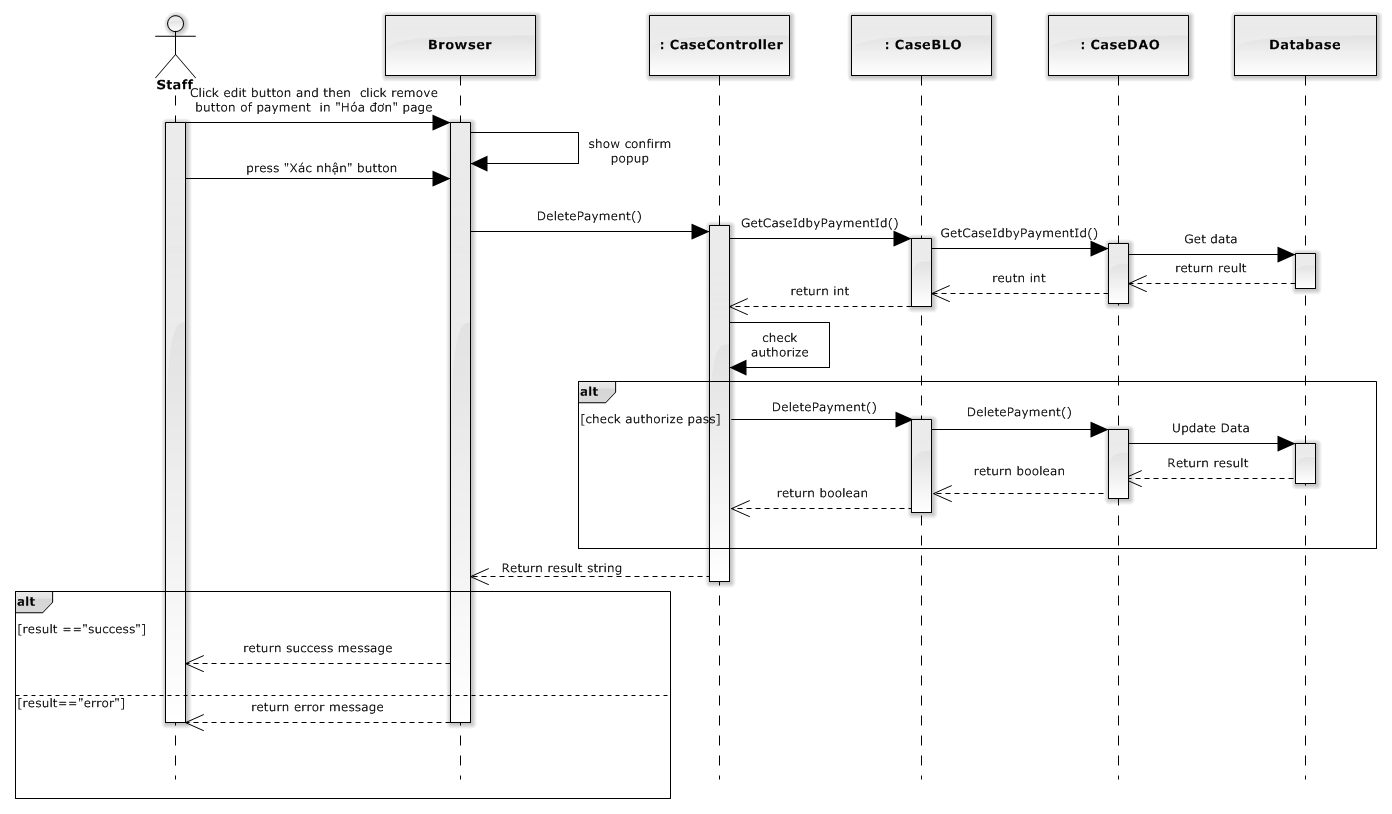 Browser
: CaseController
: CaseBLO
: CaseDAO
Database
Staff
Click edit button and then click remove
button of payment in "Hóa đơn" page
show confirm
popup
press "Xác nhận" button
DeletePayment()
GetCaseIdbyPaymentId()
GetCaseIdbyPaymentId()
Get data
return reult
reutn int
return int
check
authorize
alt
[check authorize pass]
DeletePayment()
DeletePayment()
Update Data
Return result
return boolean
return boolean
Return result string
alt
[result =="success"]
return success message
[result=="error"]
return error message